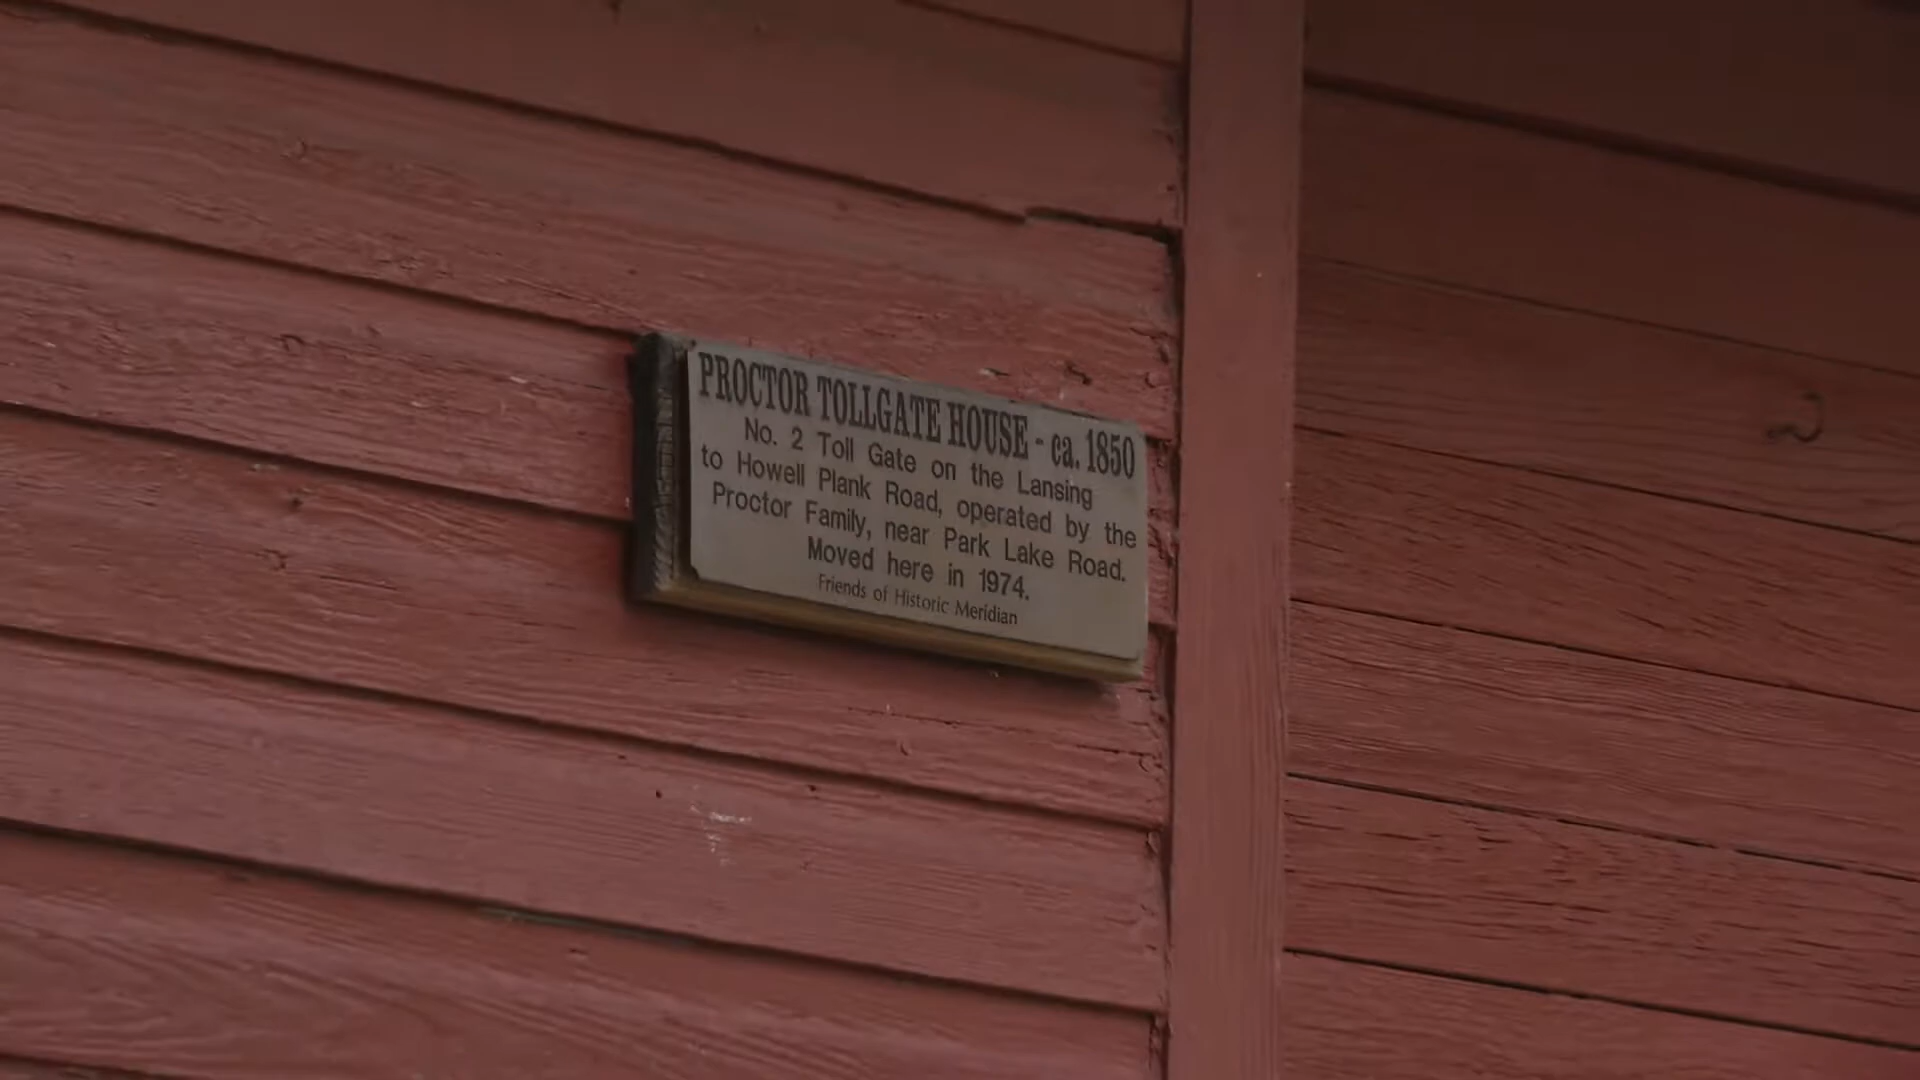 PROCTOR TOLLGATE HOUSE - ca. 1850
No. 2 Toll Gate on the Lansing
to Howell Plank Road, operated by the
Proctor Family, near Park Lake Road.
Moved here in 1974.
Friends of Historic Meridian